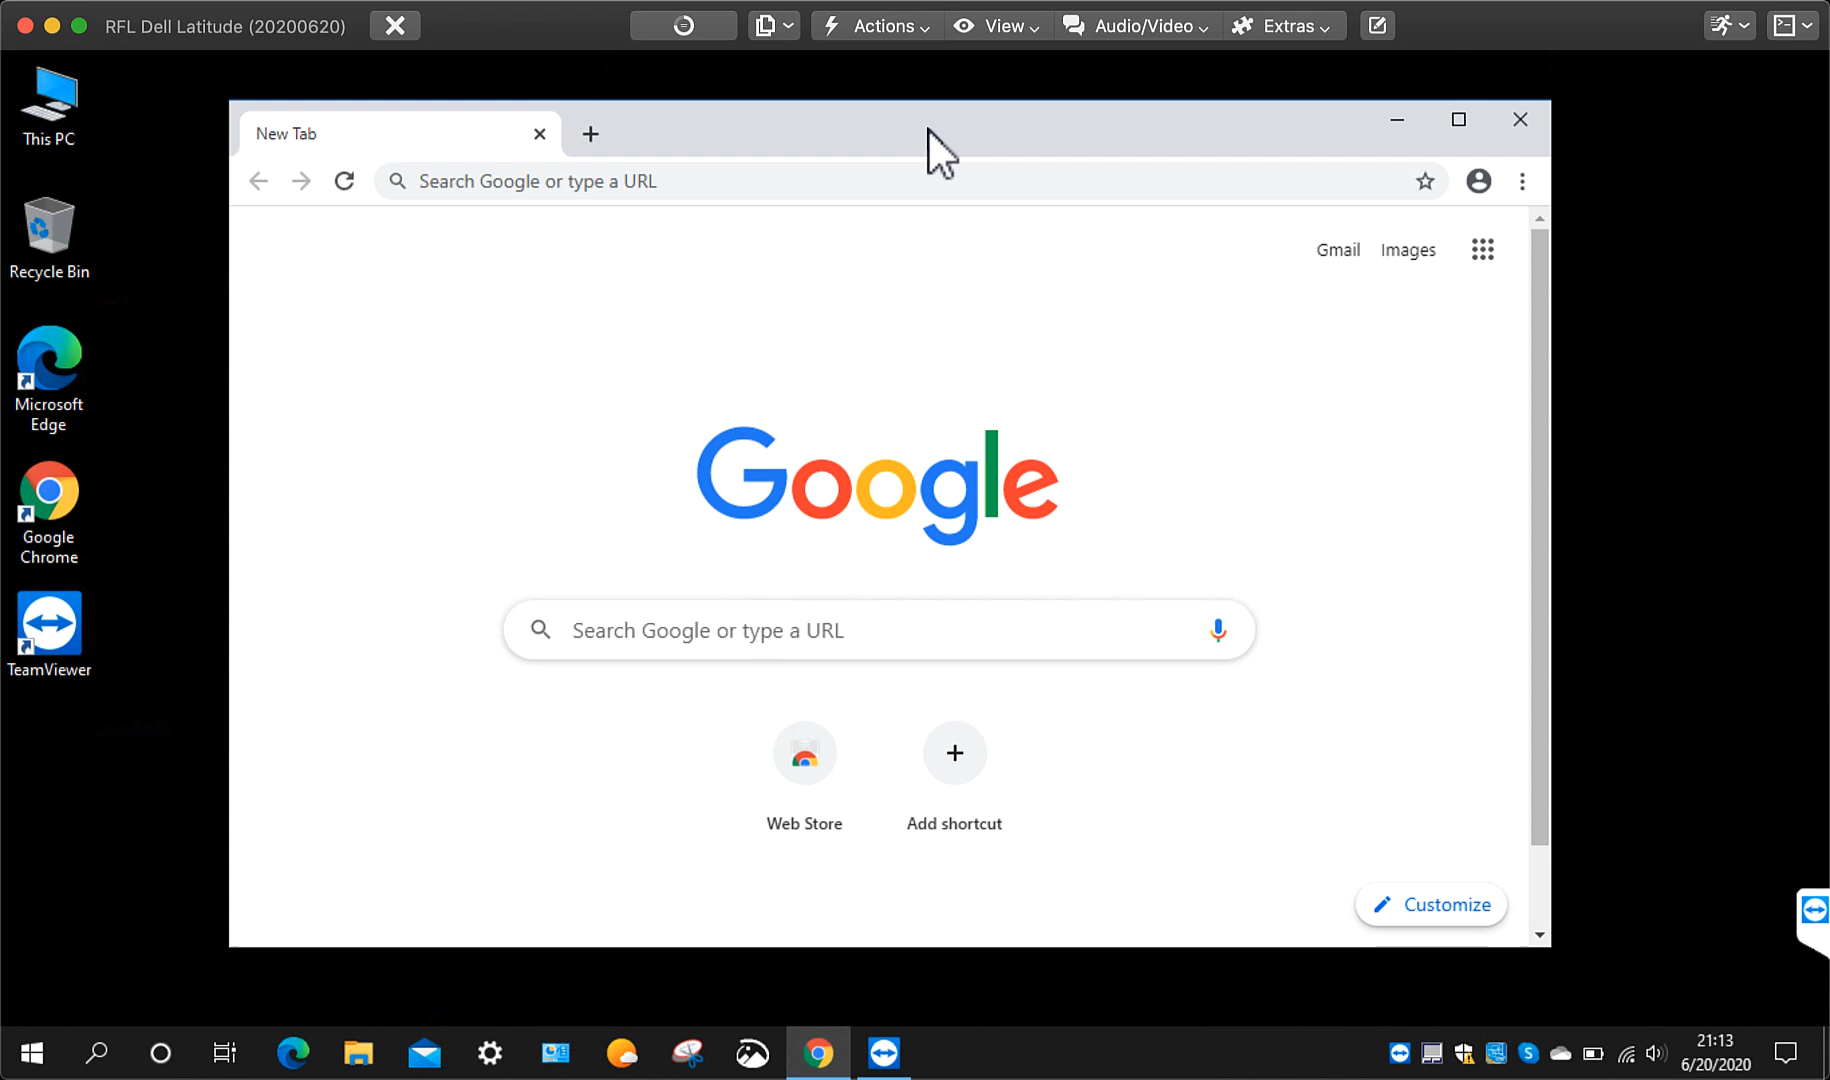 RFL Dell Latitude (20200620)
Actions
View
Audio/Video
Extras
This PC
Recycle Bin
Microsoft
Edge
Google
Chrome
TeamViewer
New Tab
Search Google or type a URL
Gmail
Images
Google
Search Google or type a URL
Web Store
Add shortcut
Customize
21:13
6/20/2020